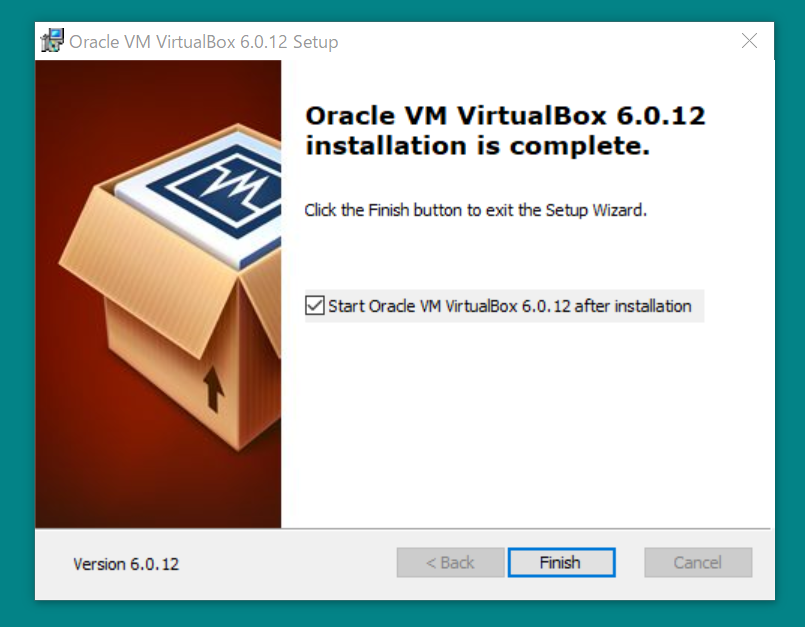 Oracle VM VirtualBox 6.0.12 Setup
Oracle VM VirtualBox 6.0.12
installation is complete.
Click the Finish button to exit the Setup Wizard.
Start Oracle VM VirtualBox 6.0.12 after installation
Version 6.0.12
< Back
Finish
Cancel